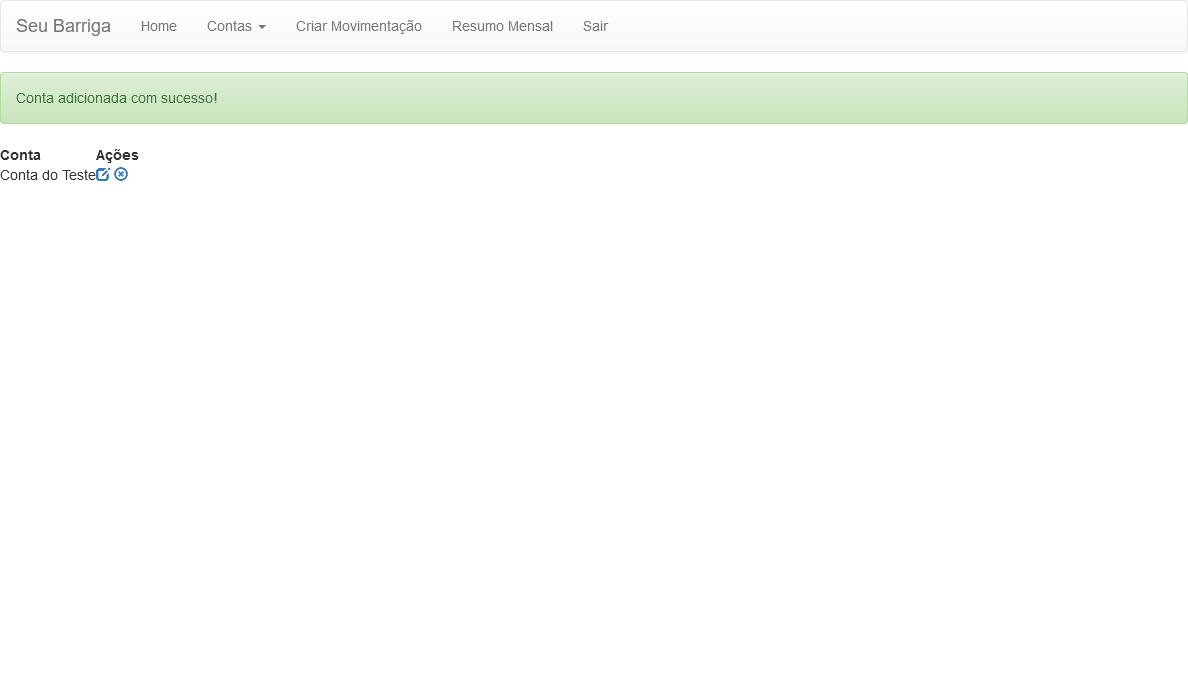 Seu Barriga Home Contas Criar Movimentação Resumo Mensal Sair
Conta adicionada com sucesso!
Conta Ações
Conta do Teste